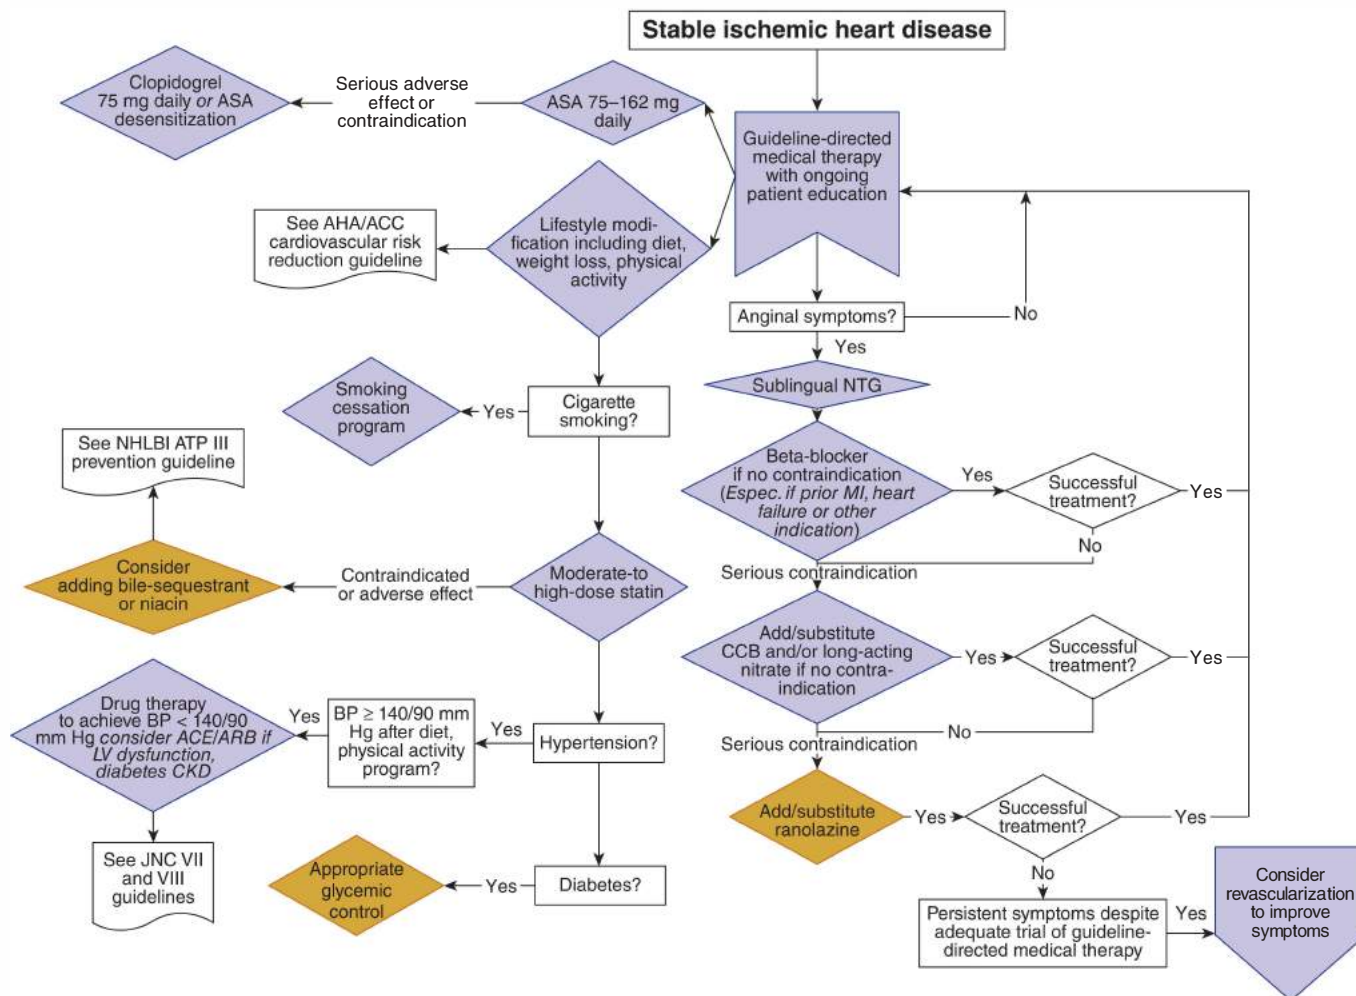 Stable ischemic heart disease
Clopidogrel
75 mg daily or ASA
desensitization
Serious adverse
effect or
contraindication
ASA 75–162 mg
daily
Guideline-directed
medical therapy
with ongoing
patient education
See AHA/ACC
cardiovascular risk
reduction guideline
Lifestyle modi-
fication including diet,
weight loss, physical
activity
Anginal symptoms?
No
Yes
Sublingual NTG
Smoking
cessation
program
Yes
Cigarette
smoking?
See NHLBI ATP III
prevention guideline
Beta-blocker
if no contraindication
(Espec. if prior MI, heart
failure or other
indication)
Yes
Successful
treatment?
Yes
No
Serious contraindication
Consider
adding bile-sequestrant
or niacin
Contraindicated
or adverse effect
Moderate-to
high-dose statin
Add/substitute
CCB and/or long-acting
nitrate if no contra-
indication
Yes
Successful
treatment?
Yes
No
Serious contraindication
Drug therapy
to achieve BP < 140/90
mm Hg consider ACE/ARB if
LV dysfunction,
diabetes CKD
Yes
BP ≥ 140/90 mm
Hg after diet,
physical activity
program?
Yes
Hypertension?
Add/substitute
ranolazine
Yes
Successful
treatment?
Yes
No
See JNC VII
and VIII
guidelines
Appropriate
glycemic
control
Yes
Diabetes?
Persistent symptoms despite
adequate trial of guideline-
directed medical therapy
Yes
Consider
revascularization
to improve
symptoms